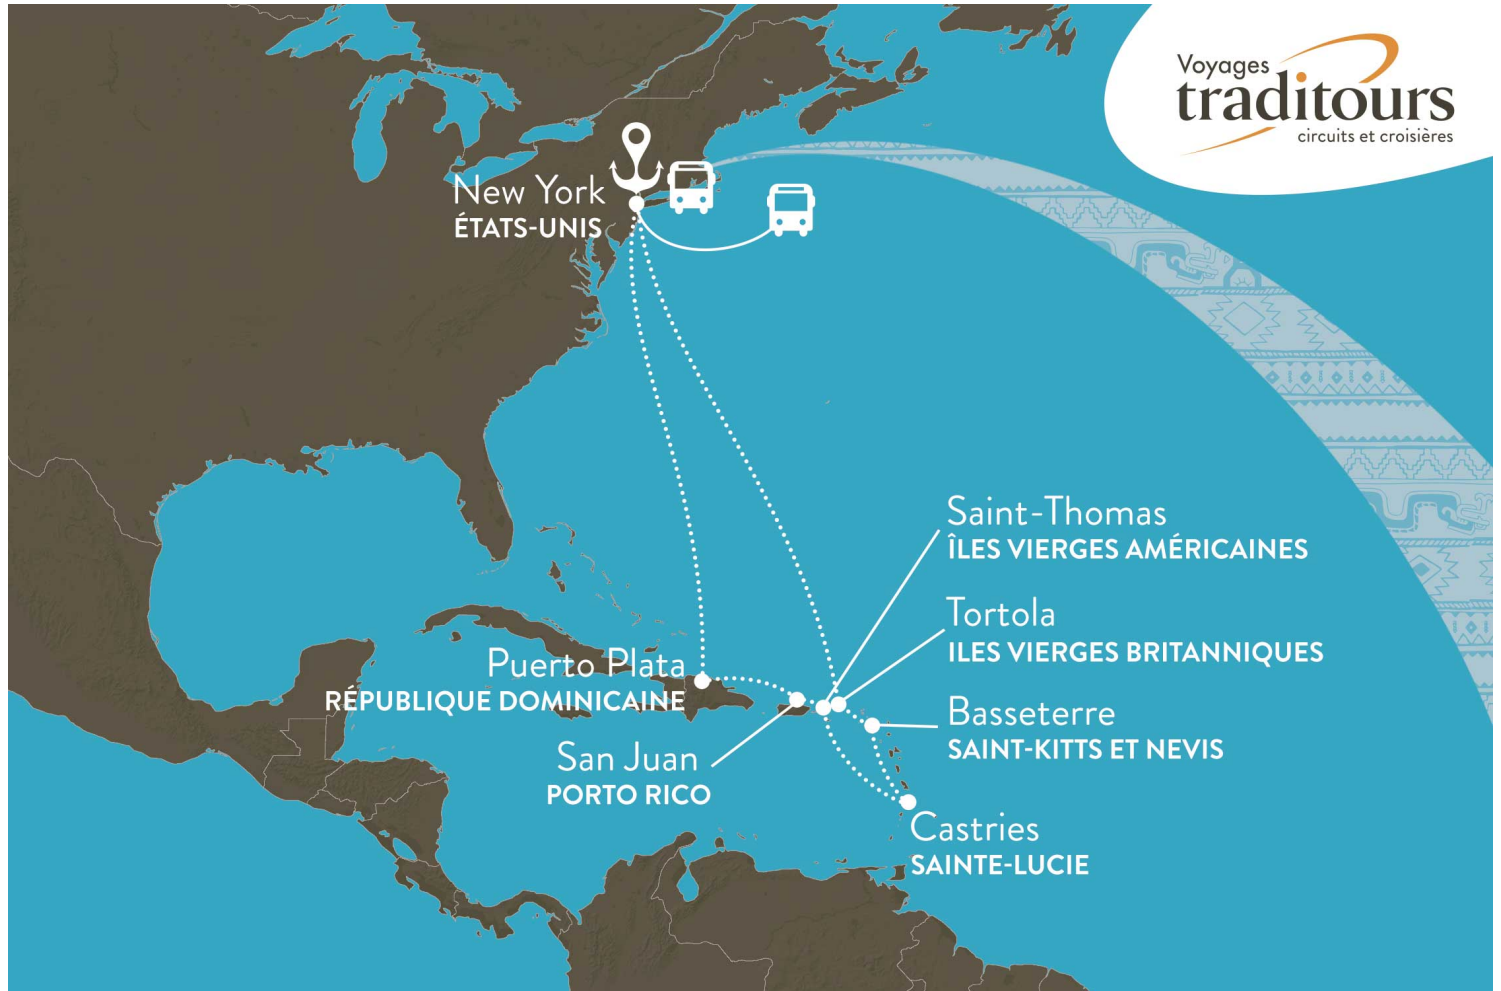 Voyages
traditours
circuits et croisières
New York
ÉTATS-UNIS
Saint-Thomas
ÎLES VIERGES AMÉRICAINES
Tortola
ILES VIERGES BRITANNIQUES
Puerto Plata
RÉPUBLIQUE DOMINICAINE
Basseterre
SAINT-KITTS ET NEVIS
San Juan
PORTO RICO
Castries
SAINTE-LUCIE